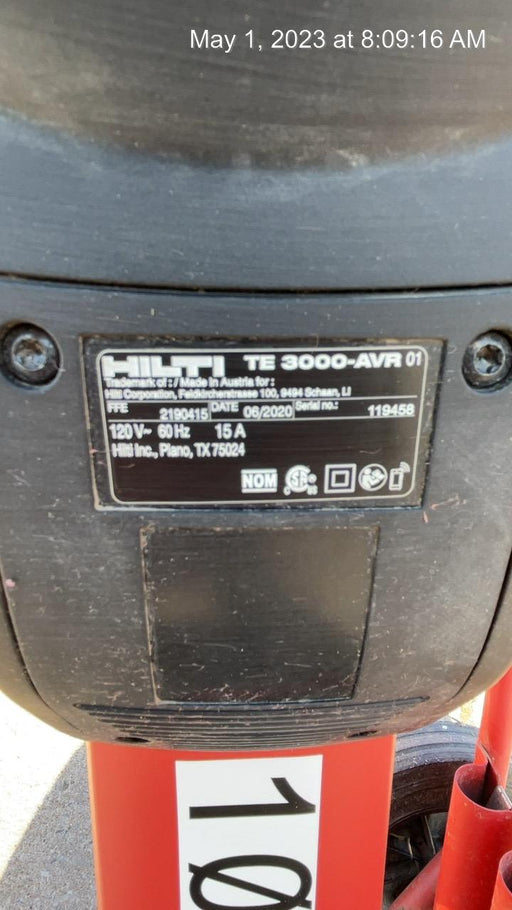 May 1, 2023 at 8:09:16 AM
HILTI TE 3000-AVR 01
Trademark of : / Made in Austria for :
Hilti Corporation, Feldkircherstrasse 100, 9494 Schaan, LI
FFE 2190415 DATE 06/2020 Serial no.: 119458
120 V~ 60 Hz 15 A
Hilti Inc., Plano, TX 75024
NOM
1Ø